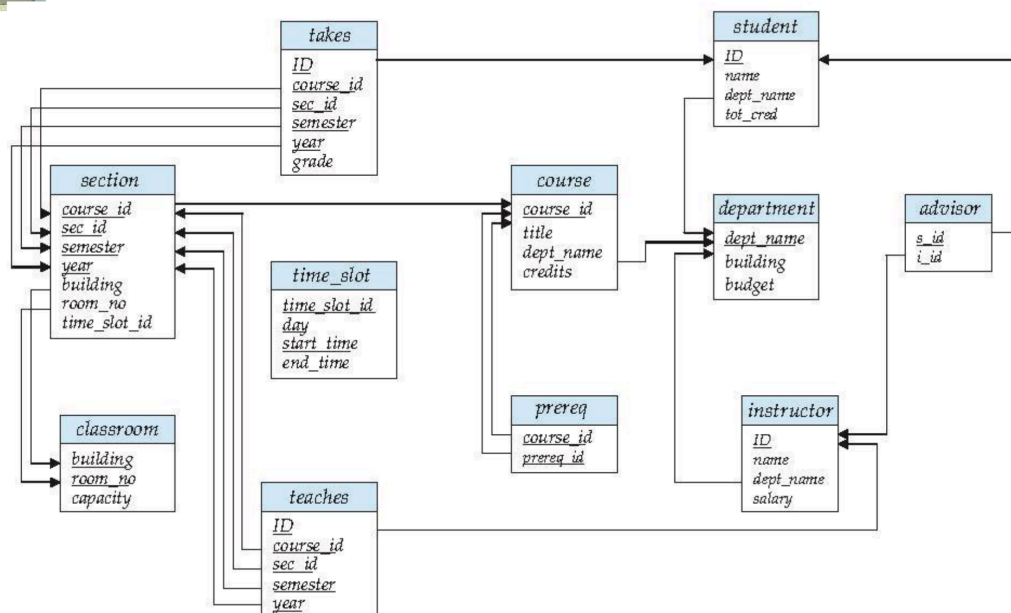 takes
ID
course_id
sec_id
semester
year
grade
student
ID
name
dept_name
tot_cred
section
course_id
sec_id
semester
year
building
room_no
time_slot_id
course
course_id
title
dept_name
credits
department
dept_name
building
budget
advisor
s_id
i_id
time_slot
time_slot_id
day
start_time
end_time
prereq
course_id
prereq_id
instructor
ID
name
dept_name
salary
classroom
building
room_no
capacity
teaches
ID
course_id
sec_id
semester
year